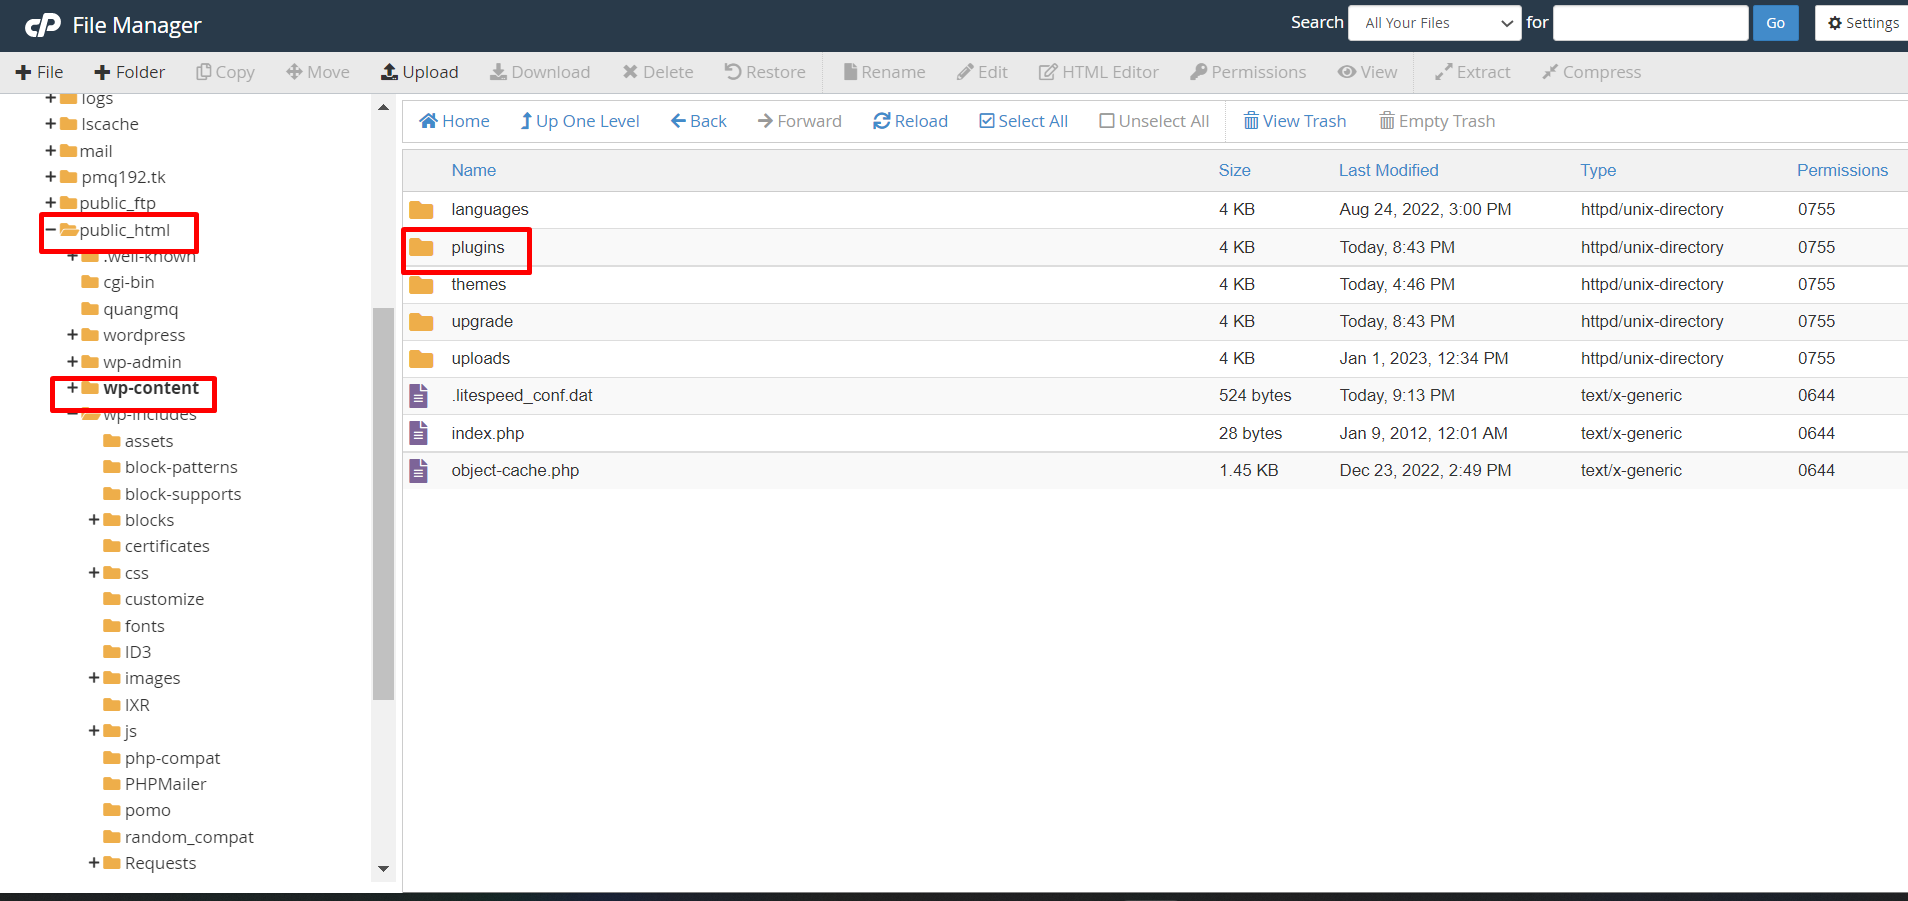 cP File Manager Search All Your Files for Go Settings
File Folder Copy Move Upload Download Delete Restore Rename Edit HTML Editor Permissions View Extract Compress
logs
lscache
mail
pmq192.tk
public_ftp
public_html
.well-known
cgi-bin
quangmq
wordpress
wp-admin
wp-content
wp-includes
assets
block-patterns
block-supports
blocks
certificates
css
customize
fonts
ID3
images
IXR
js
php-compat
PHPMailer
pomo
random_compat
Requests
Home Up One Level Back Forward Reload Select All Unselect All View Trash Empty Trash
Name Size Last Modified Type Permissions
languages 4 KB Aug 24, 2022, 3:00 PM httpd/unix-directory 0755
plugins 4 KB Today, 8:43 PM httpd/unix-directory 0755
themes 4 KB Today, 4:46 PM httpd/unix-directory 0755
upgrade 4 KB Today, 8:43 PM httpd/unix-directory 0755
uploads 4 KB Jan 1, 2023, 12:34 PM httpd/unix-directory 0755
.litespeed_conf.dat 524 bytes Today, 9:13 PM text/x-generic 0644
index.php 28 bytes Jan 9, 2012, 12:01 AM text/x-generic 0644
object-cache.php 1.45 KB Dec 23, 2022, 2:49 PM text/x-generic 0644